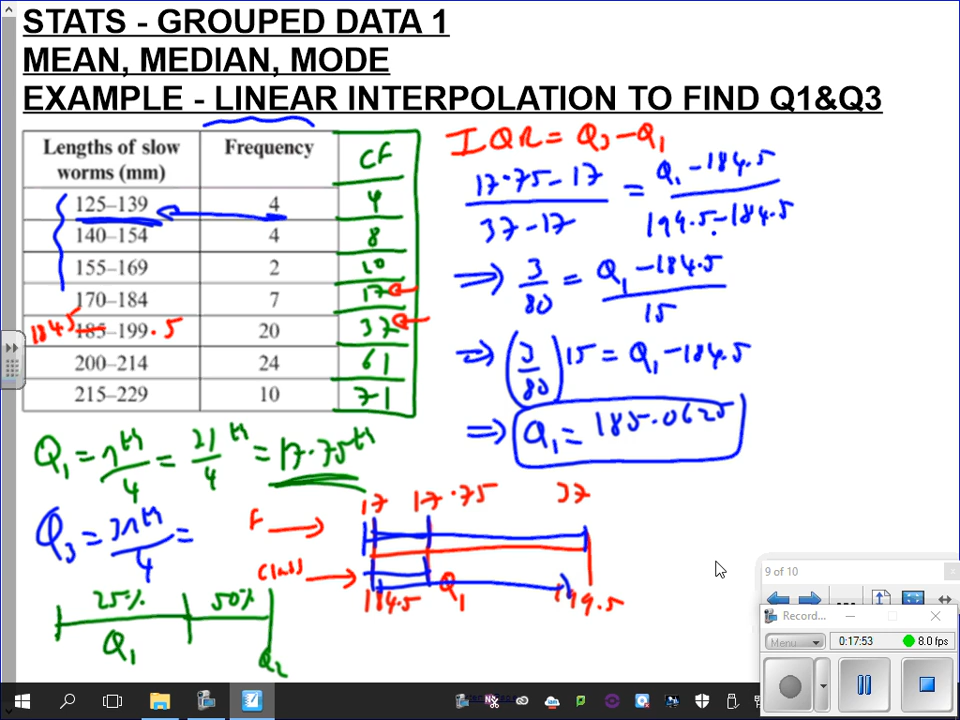 STATS - GROUPED DATA 1
MEAN, MEDIAN, MODE
EXAMPLE - LINEAR INTERPOLATION TO FIND Q1&Q3
Lengths of slow worms (mm) Frequency CF
125–139 4 4
140–154 4 8
155–169 2 10
170–184 7 17
184.5 185–199.5 20 37
200–214 24 61
215–229 10 71
IQR = Q3 - Q1
17.75 - 17 / 37 - 17 = Q1 - 184.5 / 199.5 - 184.5
⇒ 3/80 = Q1 - 184.5 / 15
⇒ (3/80) 15 = Q1 - 184.5
⇒ Q1 = 185.0625
Q1 = nth/4 = 71th/4 = 17.75th
Q3 = 3nth/4 =
F → 17 17.75 37
Class → 184.5 Q1 199.5
25% 50%
Q1 Q2
9 of 10
Record...
Menu 0:17:53 8.0 fps